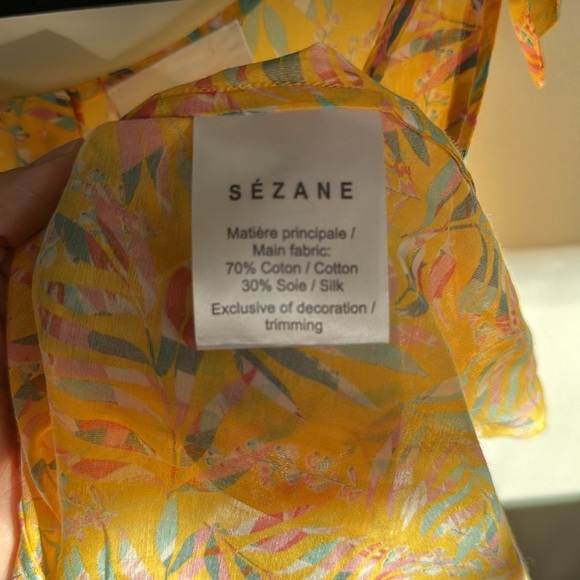 SÉZANE
Matière principale /
Main fabric:
70% Coton / Cotton
30% Soie / Silk
Exclusive of decoration /
trimming